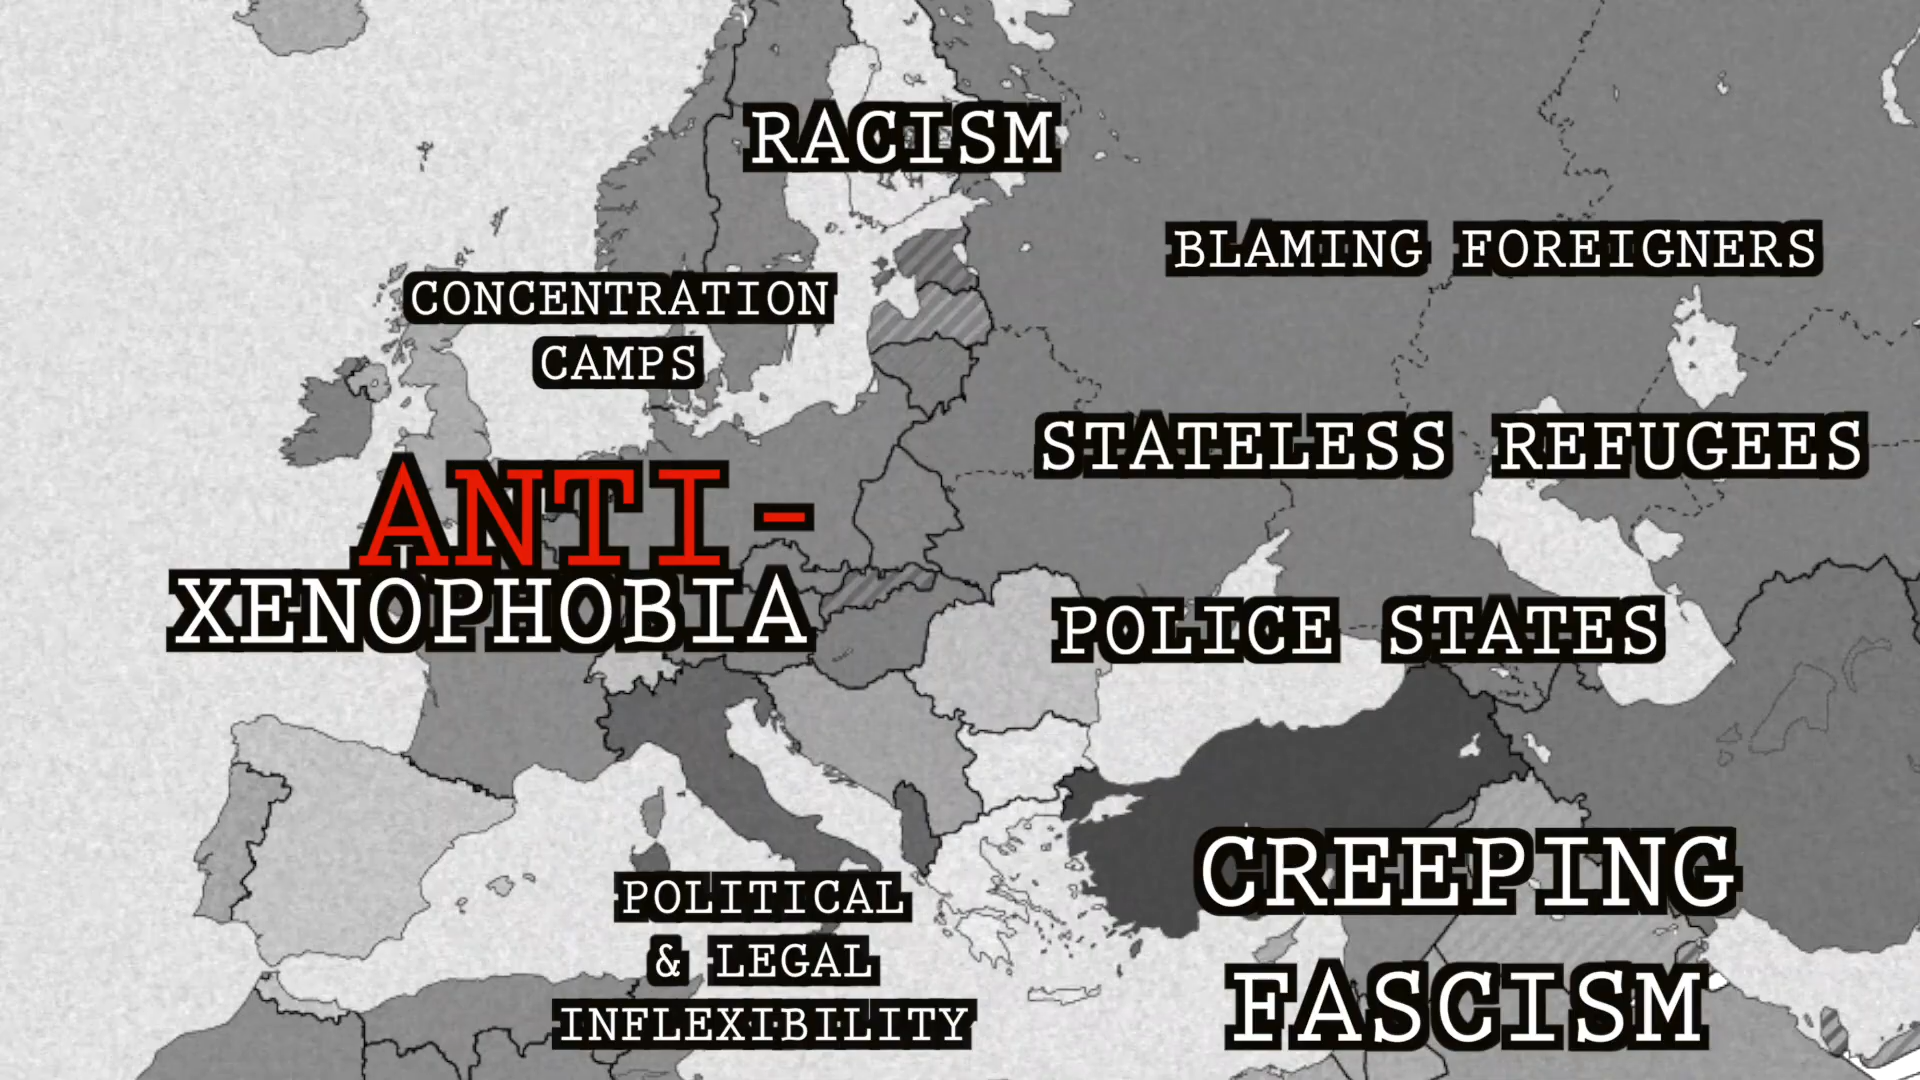 RACISM
BLAMING FOREIGNERS
CONCENTRATION
CAMPS
STATELESS REFUGEES
ANTI-
XENOPHOBIA
POLICE STATES
CREEPING
FASCISM
POLITICAL
& LEGAL
INFLEXIBILITY